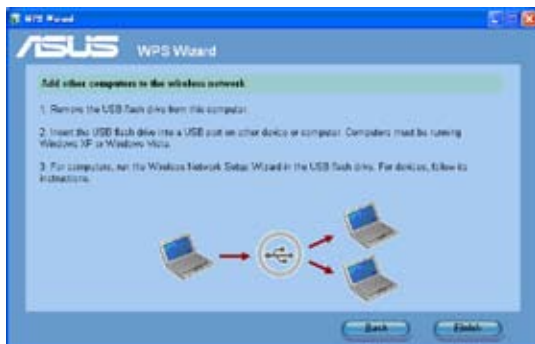 WPS Wizard
ASUS WPS Wizard
Add other computers to the wireless network
1. Remove the USB flash drive from this computer.
2. Insert the USB flash drive into a USB port on other device or computer. Computers must be running
Windows XP or Windows Vista.
3. For computers, run the Wireless Network Setup Wizard in the USB flash drive. For devices, follow its
instructions.
Back Finish